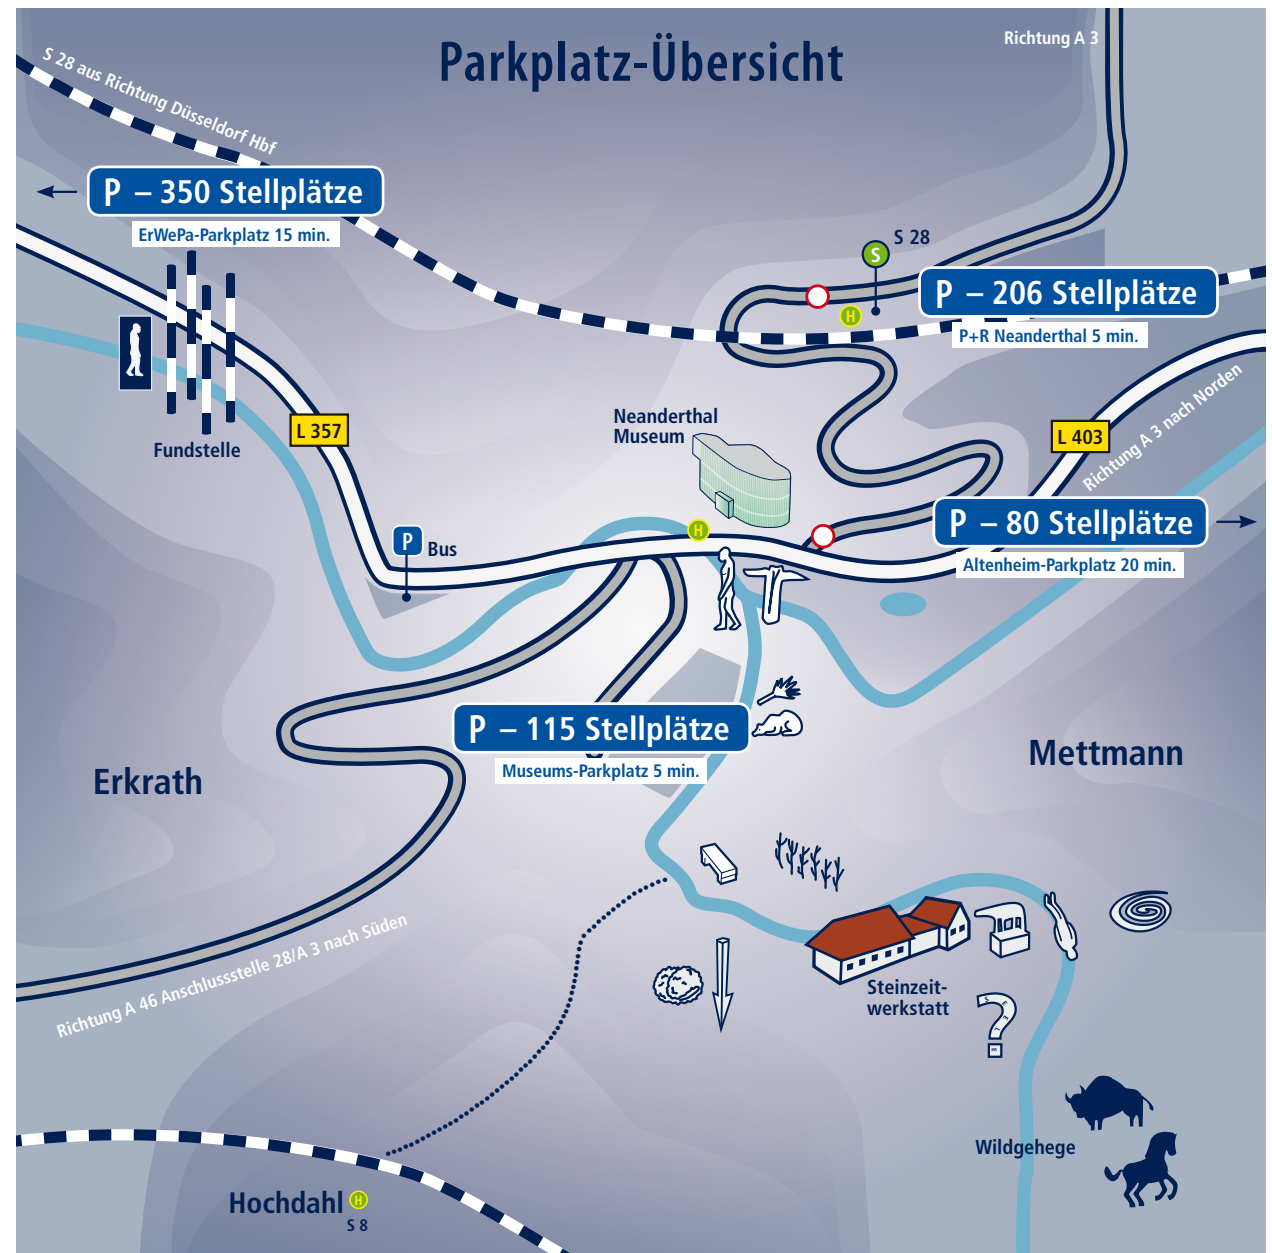 Parkplatz-Übersicht
Richtung A 3
S 28 aus Richtung Düsseldorf Hbf
P – 350 Stellplätze
ErWePa-Parkplatz 15 min.
S 28
S
H
P – 206 Stellplätze
P+R Neanderthal 5 min.
Fundstelle
L 357
Neanderthal
Museum
L 403
Richtung A 3 nach Norden
P
Bus
H
P – 80 Stellplätze
Altenheim-Parkplatz 20 min.
P – 115 Stellplätze
Museums-Parkplatz 5 min.
Erkrath
Mettmann
Richtung A 46 Anschlussstelle 28/A 3 nach Süden
Steinzeit-
werkstatt
S E E L E
Wildgehege
Hochdahl
H
S 8